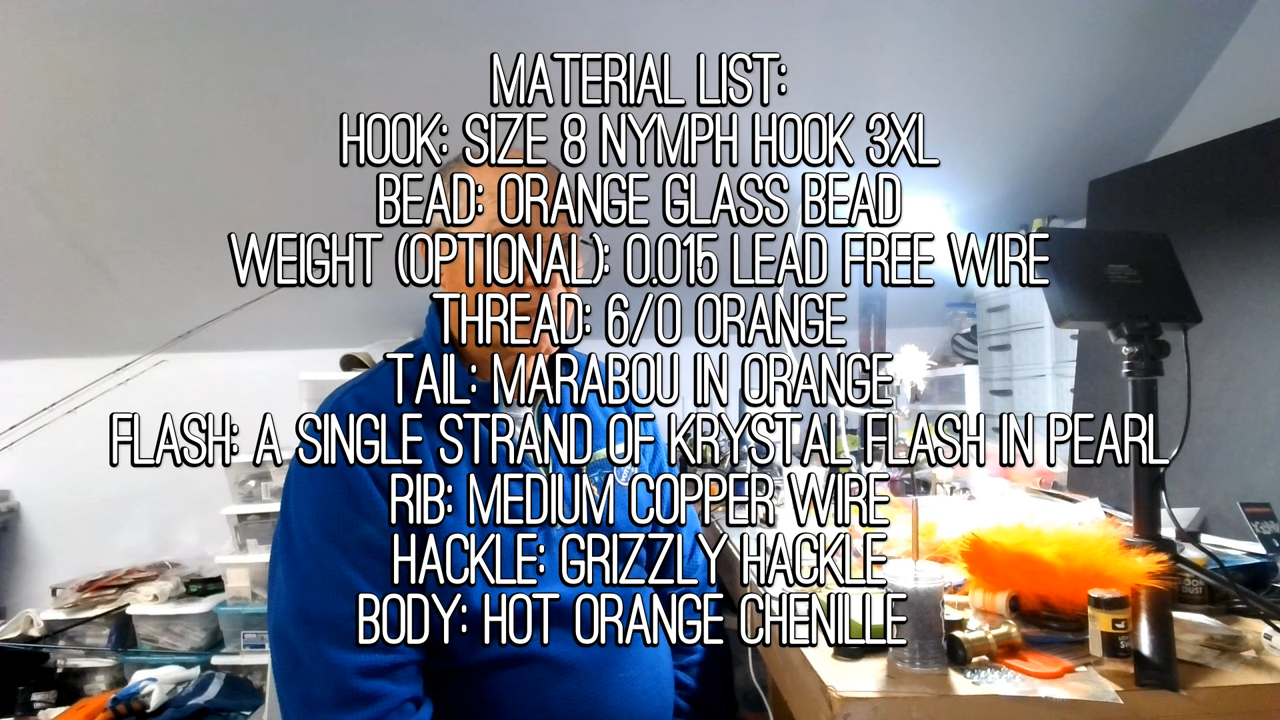 MATERIAL LIST:
HOOK: SIZE 8 NYMPH HOOK 3XL
BEAD: ORANGE GLASS BEAD
WEIGHT (OPTIONAL): 0.015 LEAD FREE WIRE
THREAD: 6/0 ORANGE
TAIL: MARABOU IN ORANGE
FLASH: A SINGLE STRAND OF KRYSTAL FLASH IN PEARL
RIB: MEDIUM COPPER WIRE
HACKLE: GRIZZLY HACKLE
BODY: HOT ORANGE CHENILLE